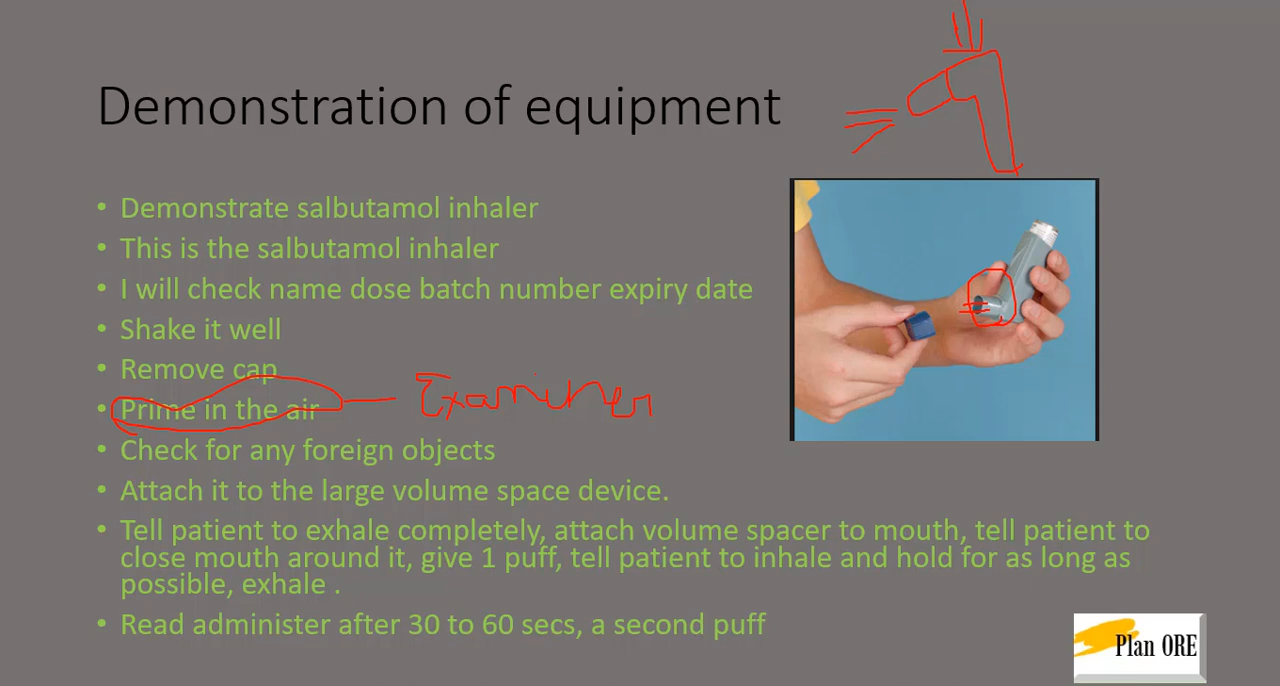 Demonstration of equipment
• Demonstrate salbutamol inhaler
• This is the salbutamol inhaler
• I will check name dose batch number expiry date
• Shake it well
• Remove cap
• Prime in the air
Examiner
• Check for any foreign objects
• Attach it to the large volume space device.
• Tell patient to exhale completely, attach volume spacer to mouth, tell patient to
close mouth around it, give 1 puff, tell patient to inhale and hold for as long as
possible, exhale .
• Read administer after 30 to 60 secs, a second puff
Plan ORE